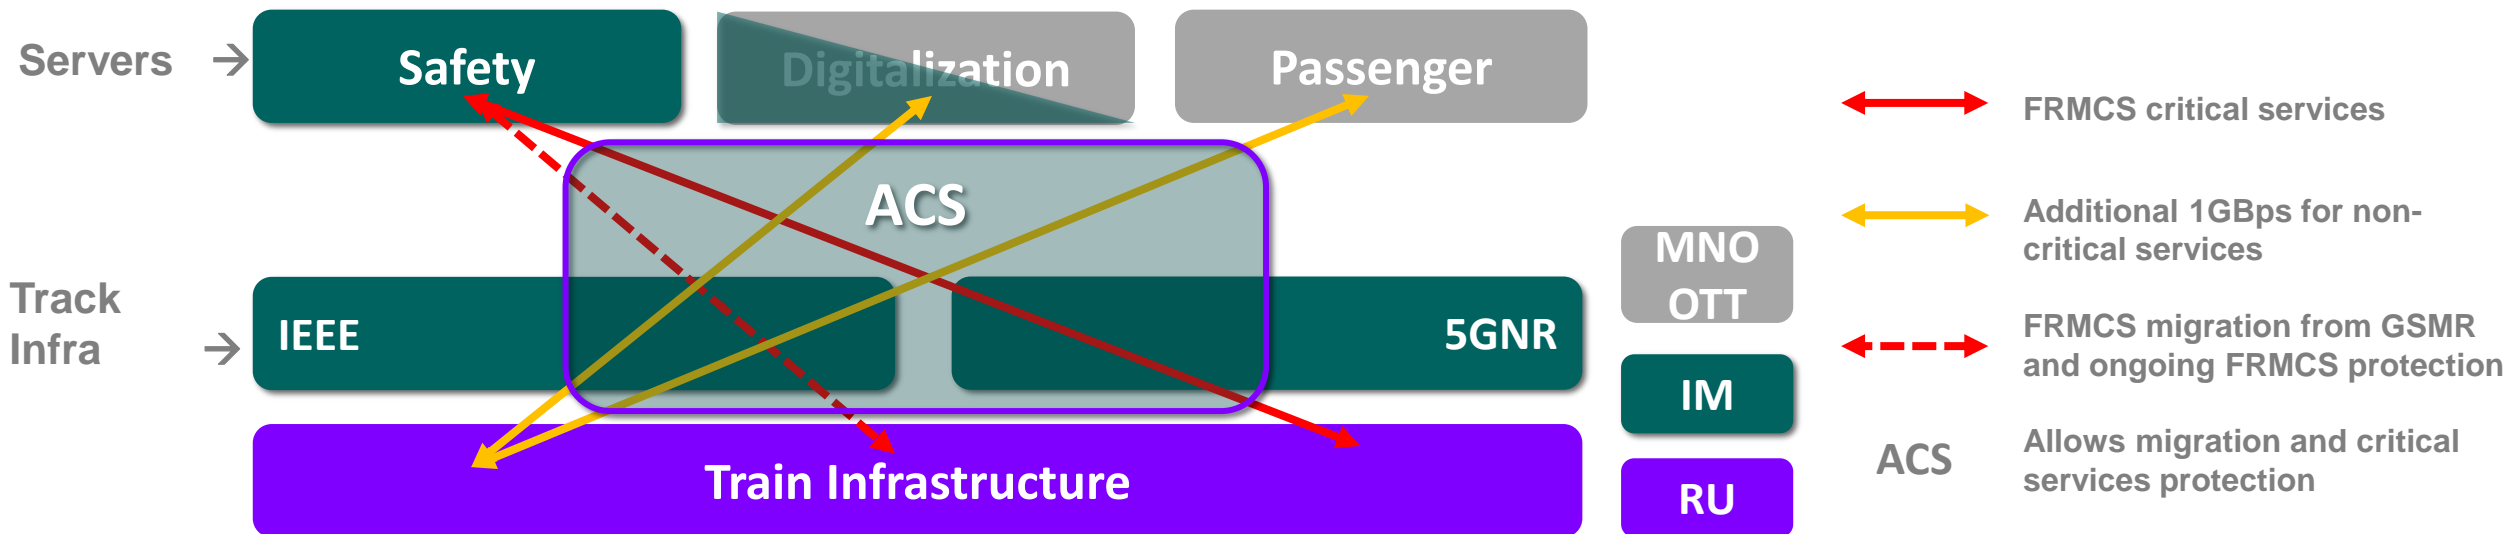 Servers →
Safety
Digitalization
Passenger
FRMCS critical services
ACS
Additional 1GBps for non-
critical services
MNO
OTT
Track
Infra →
IEEE
5GNR
FRMCS migration from GSMR
and ongoing FRMCS protection
IM
Train Infrastructure
RU
ACS
Allows migration and critical
services protection